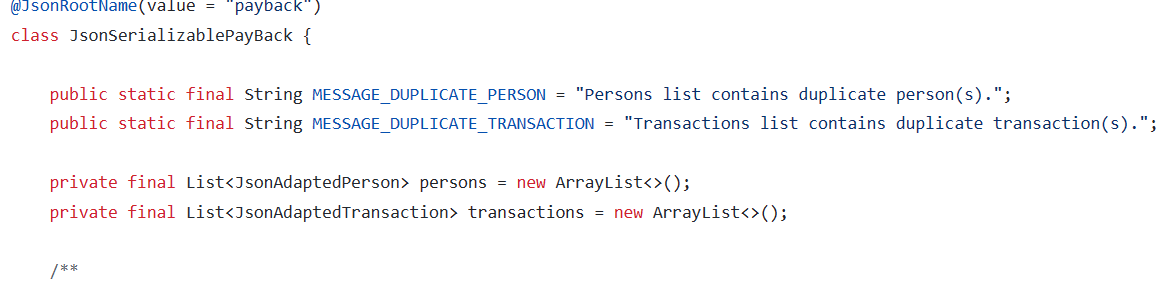 @JsonRootName(value = "payback")
class JsonSerializablePayBack {
public static final String MESSAGE_DUPLICATE_PERSON = "Persons list contains duplicate person(s).";
public static final String MESSAGE_DUPLICATE_TRANSACTION = "Transactions list contains duplicate transaction(s).";
private final List<JsonAdaptedPerson> persons = new ArrayList<>();
private final List<JsonAdaptedTransaction> transactions = new ArrayList<>();
/**